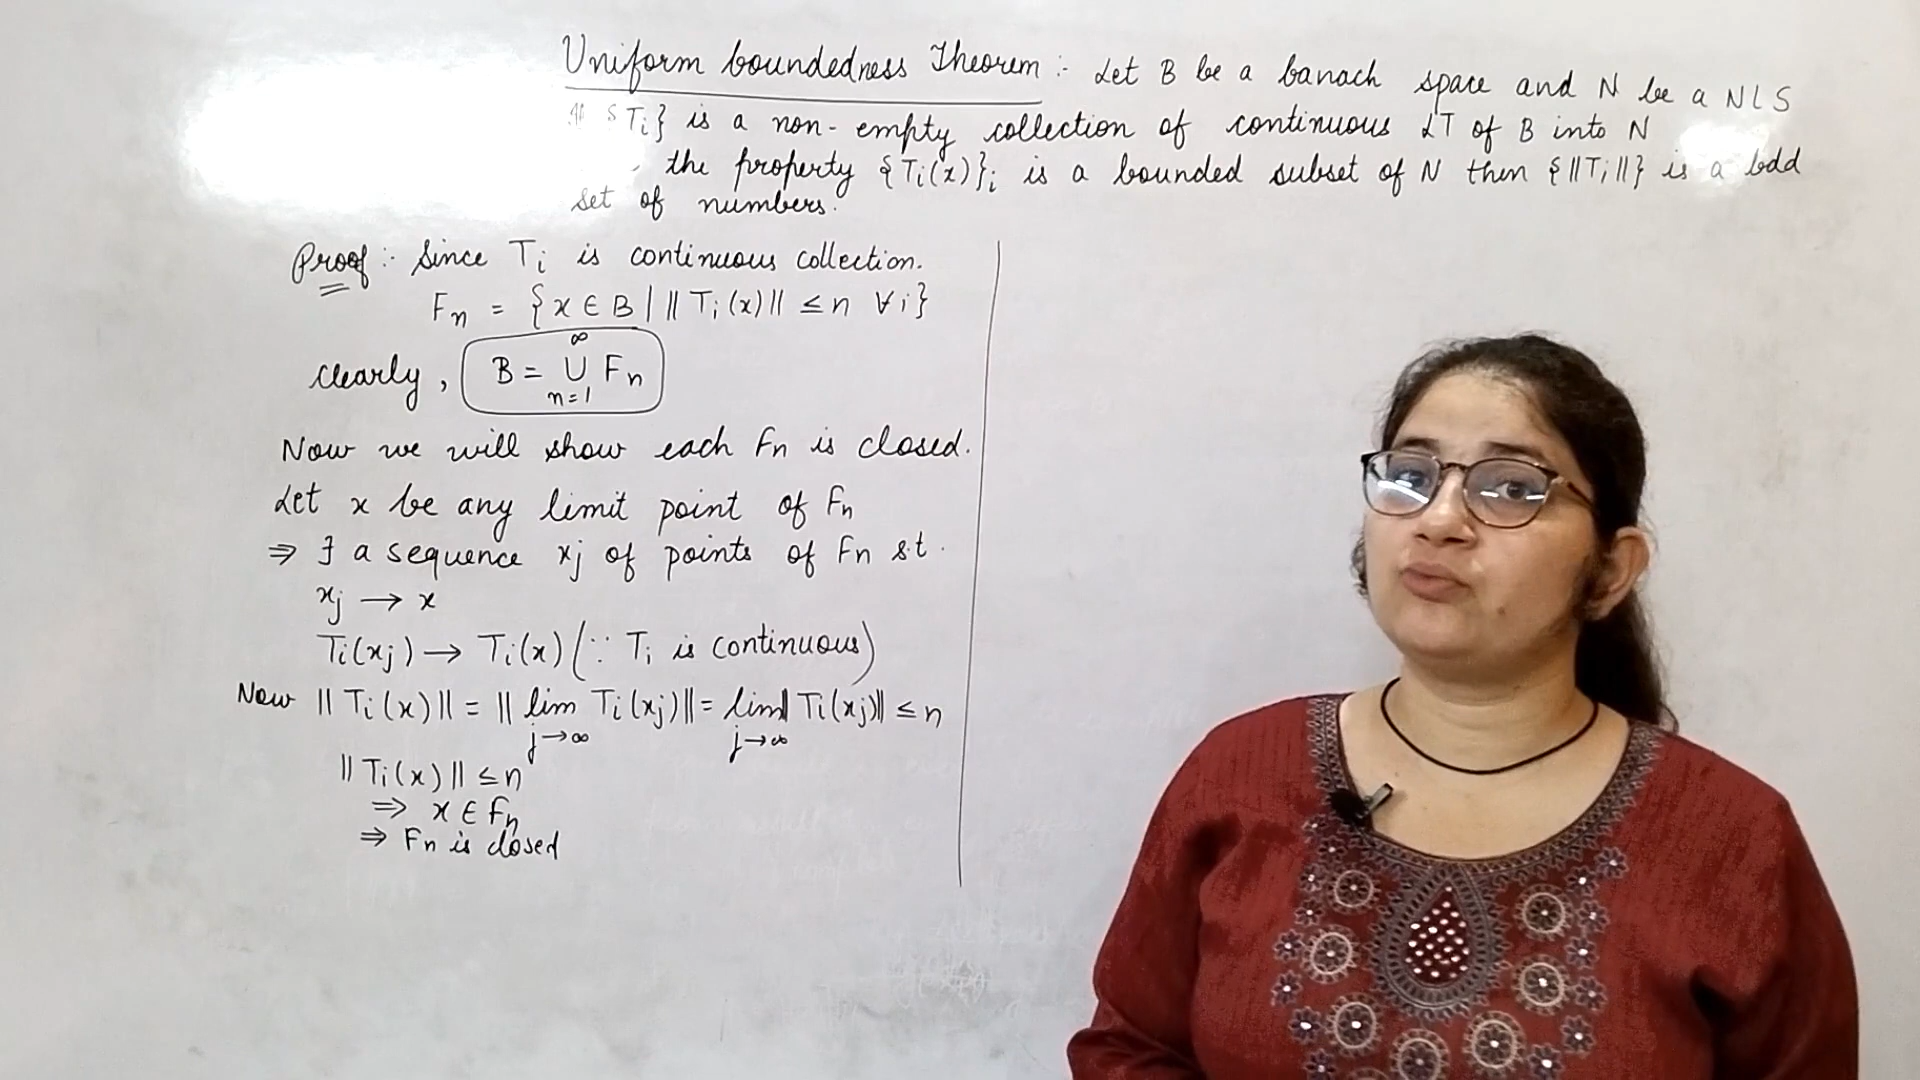 Uniform boundedness Theorem :- Let B be a banach space and N be a NLS
If {Ti} is a non-empty collection of continuous LT of B into N
the property {Ti(x)}i is a bounded subset of N then {||Ti||} is a bdd
set of numbers.
Proof :- Since Ti is continuous collection.
Fn = {x ∈ B | || Ti(x) || ≤ n ∀ i}
clearly, B = ∞ ∪ n=1 Fn
Now we will show each Fn is closed.
Let x be any limit point of Fn
⇒ ∃ a sequence xj of points of Fn s.t.
xj → x
Ti(xj) → Ti(x) (∵ Ti is continuous)
Now || Ti(x) || = || lim j→∞ Ti(xj) || = lim j→∞ || Ti(xj) || ≤ n
|| Ti(x) || ≤ n
⇒ x ∈ Fn
⇒ Fn is closed